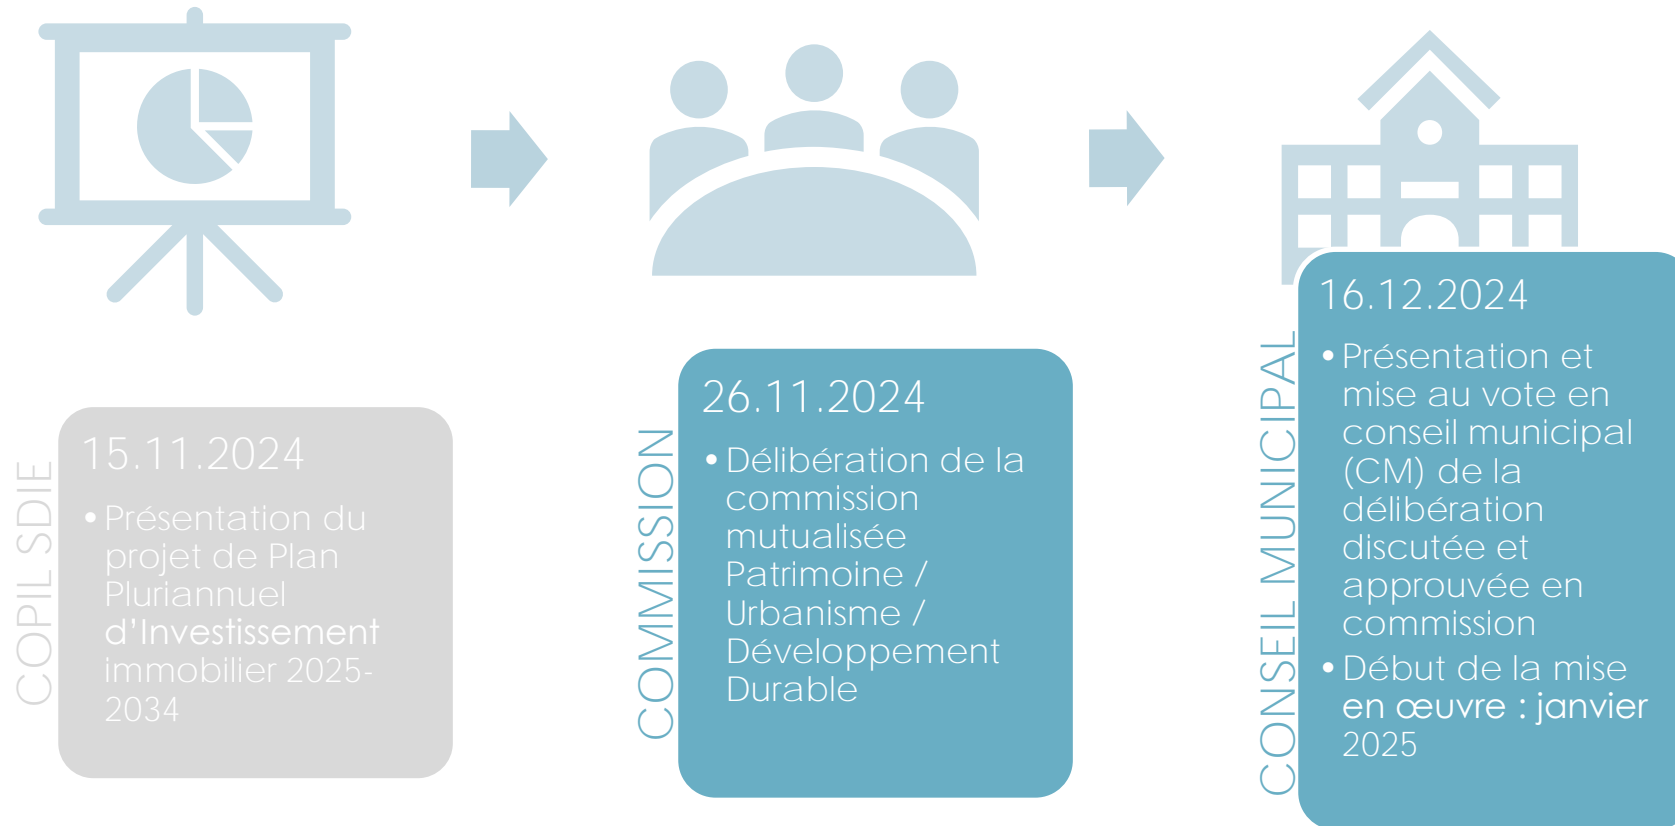 COPIL SDIE
15.11.2024
•Présentation du
projet de Plan
Pluriannuel
d’Investissement
immobilier 2025-
2034
COMMISSION
26.11.2024
•Délibération de la
commission
mutualisée
Patrimoine /
Urbanisme /
Développement
Durable
CONSEIL MUNICIPAL
16.12.2024
•Présentation et
mise au vote en
conseil municipal
(CM) de la
délibération
discutée et
approuvée en
commission
•Début de la mise
en œuvre : janvier
2025